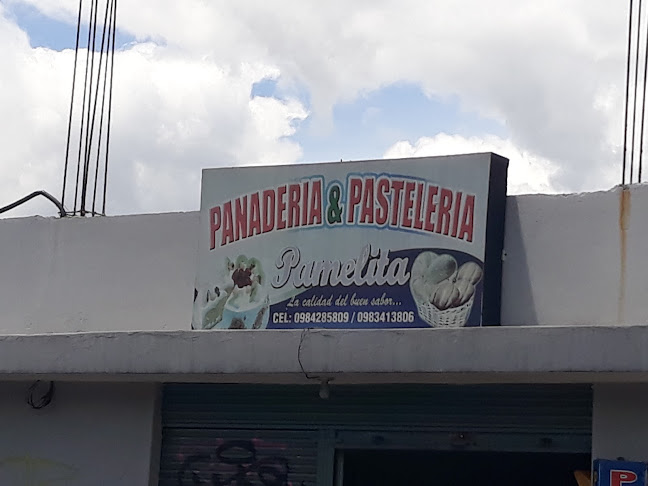 PANADERIA & PASTELERIA
Pamelita
La calidad del buen sabor...
CEL: 0984285809 / 0983413806
P